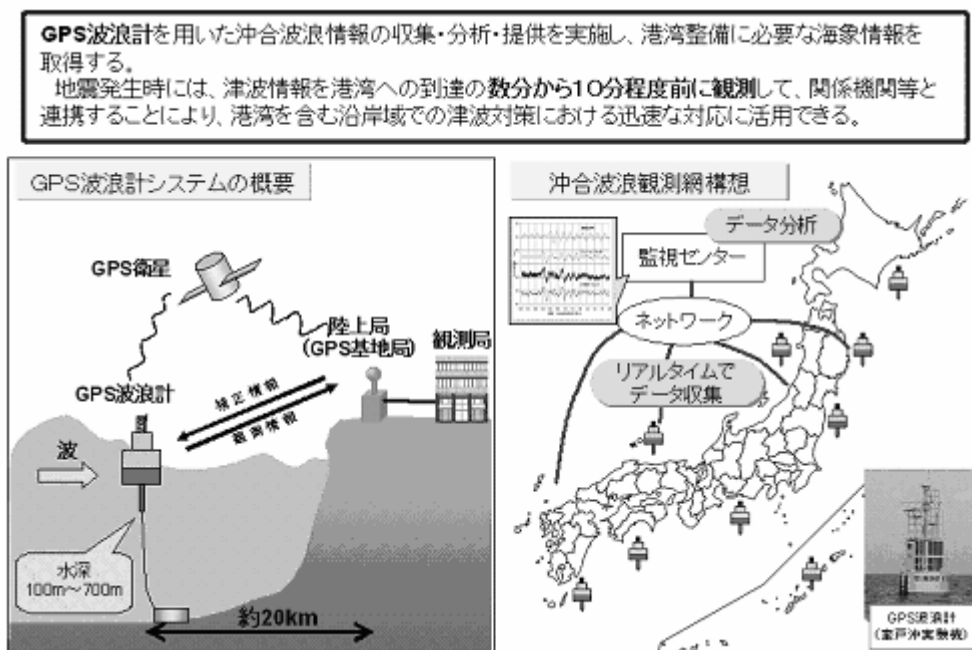 GPS波浪計を用いた沖合波浪情報の収集・分析・提供を実施し、港湾整備に必要な海象情報を
取得する。
地震発生時には、津波情報を港湾への到達の数分から10分程度前に観測して、関係機関等と
連携することにより、港湾を含む沿岸域での津波対策における迅速な対応に活用できる。
GPS波浪計システムの概要
GPS衛星
陸上局
(GPS基地局)
観測局
GPS波浪計
補正情報
観測情報
波
水深
100m～700m
約20km
沖合波浪観測網構想
データ分析
監視センター
ネットワーク
リアルタイムで
データ収集
GPS波浪計
(室戸沖実験機)